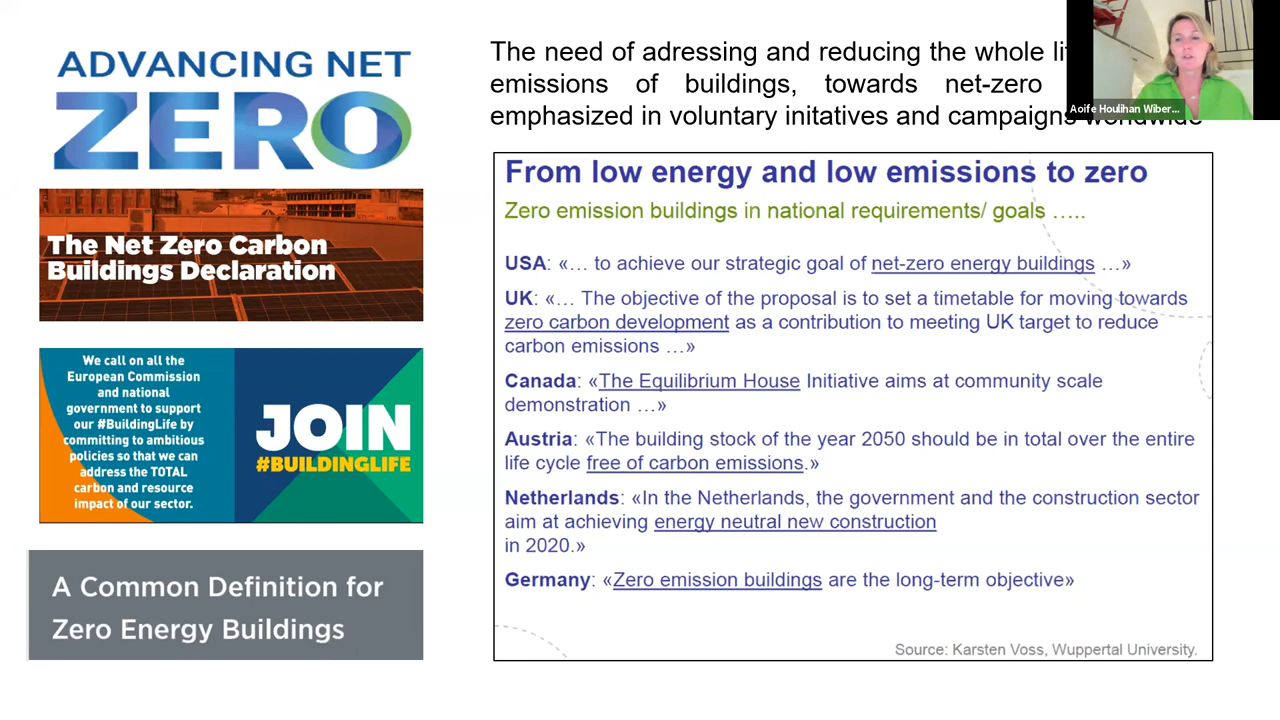 ADVANCING NET
ZERO
The Net Zero Carbon
Buildings Declaration
We call on all the
European Commission
and national
government to support
our #BuildingLife by
committing to ambitious
policies so that we can
address the TOTAL
carbon and resource
impact of our sector.
JOIN
#BUILDINGLIFE
A Common Definition for
Zero Energy Buildings
The need of adressing and reducing the whole
emissions of buildings, towards net-zero
emphasized in voluntary initatives and campaigns worldwide
Aoife Houlihan Wiber...
From low energy and low emissions to zero
Zero emission buildings in national requirements/ goals …..
USA: «… to achieve our strategic goal of net-zero energy buildings …»
UK: «… The objective of the proposal is to set a timetable for moving towards
zero carbon development as a contribution to meeting UK target to reduce
carbon emissions …»
Canada: «The Equilibrium House Initiative aims at community scale
demonstration …»
Austria: «The building stock of the year 2050 should be in total over the entire
life cycle free of carbon emissions.»
Netherlands: «In the Netherlands, the government and the construction sector
aim at achieving energy neutral new construction
in 2020.»
Germany: «Zero emission buildings are the long-term objective»
Source: Karsten Voss, Wuppertal University.